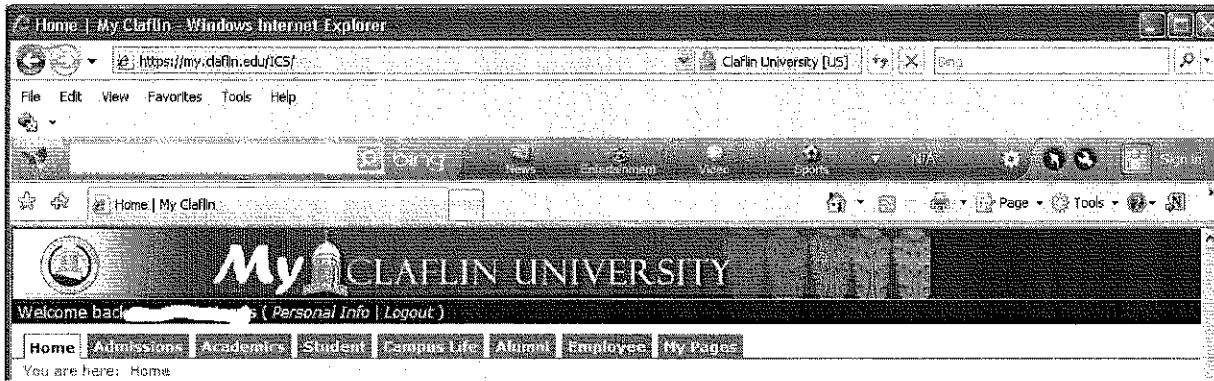 Home | My Claflin - Windows Internet Explorer
https://my.claflin.edu/ICS/ Claflin University [US] Bing
File Edit View Favorites Tools Help
bing News Entertainment Video Sports N/A Sign in
Home | My Claflin Page Tools
My CLAFLIN UNIVERSITY
Welcome back s ( Personal Info | Logout )
Home Admissions Academics Student Campus Life Alumni Employee My Pages
You are here: Home